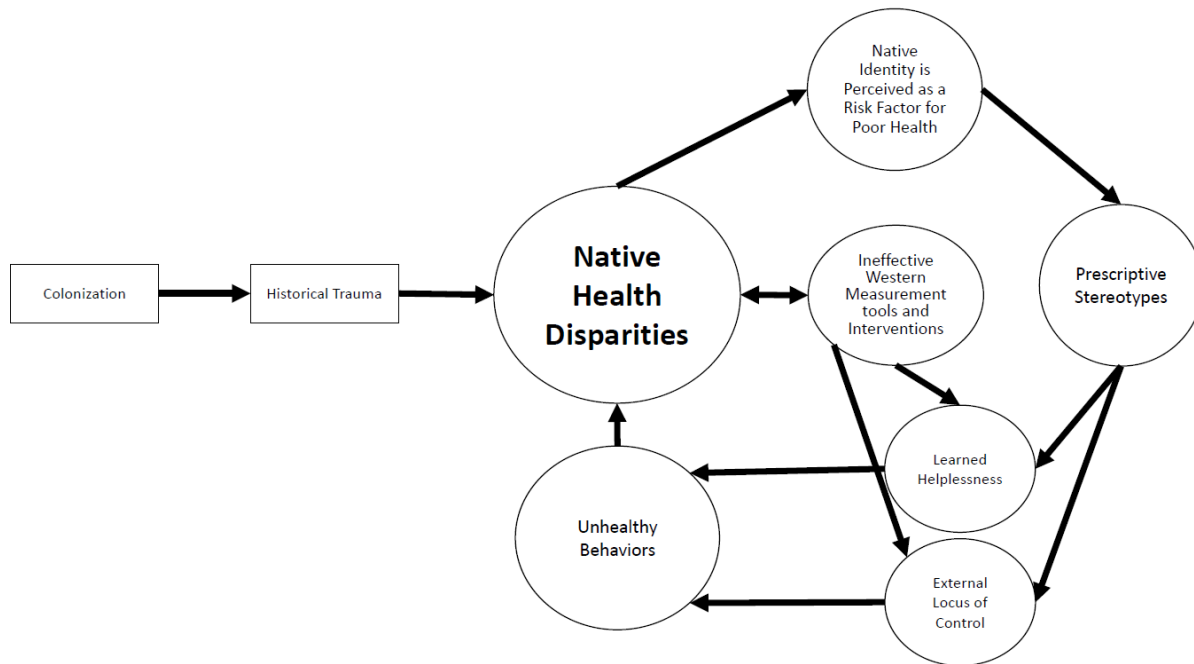 Native
Identity is
Perceived as a
Risk Factor for
Poor Health
Native
Health
Disparities
Ineffective
Western
Measurement
tools and
Interventions
Prescriptive
Stereotypes
Colonization
Historical Trauma
Learned
Helplessness
Unhealthy
Behaviors
External
Locus of
Control